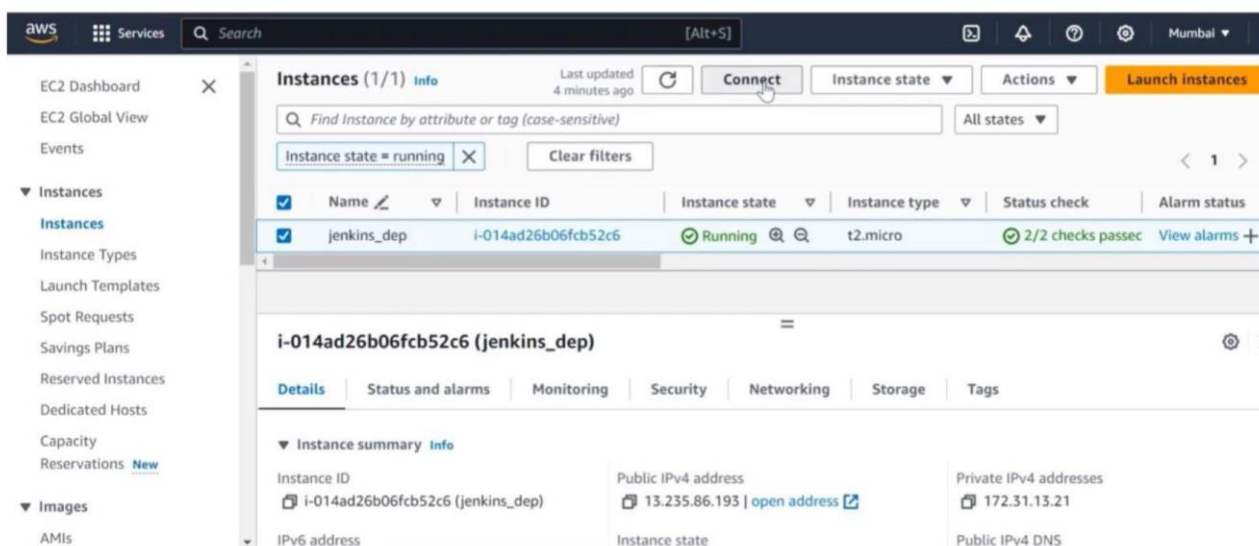 aws Services Search [Alt+S] Mumbai
EC2 Dashboard
EC2 Global View
Events
Instances
Instances
Instance Types
Launch Templates
Spot Requests
Savings Plans
Reserved Instances
Dedicated Hosts
Capacity
Reservations New
Images
AMIs
Instances (1/1) Info
Last updated
4 minutes ago
Connect Instance state Actions Launch instances
Find Instance by attribute or tag (case-sensitive) All states
Instance state = running Clear filters
1
Name Instance ID Instance state Instance type Status check Alarm status
jenkins_dep i-014ad26b06fcb52c6 Running t2.micro 2/2 checks passec View alarms +
i-014ad26b06fcb52c6 (jenkins_dep)
Details Status and alarms Monitoring Security Networking Storage Tags
Instance summary Info
Instance ID Public IPv4 address Private IPv4 addresses
i-014ad26b06fcb52c6 (jenkins_dep) 13.235.86.193 | open address 172.31.13.21
IPv6 address Instance state Public IPv4 DNS